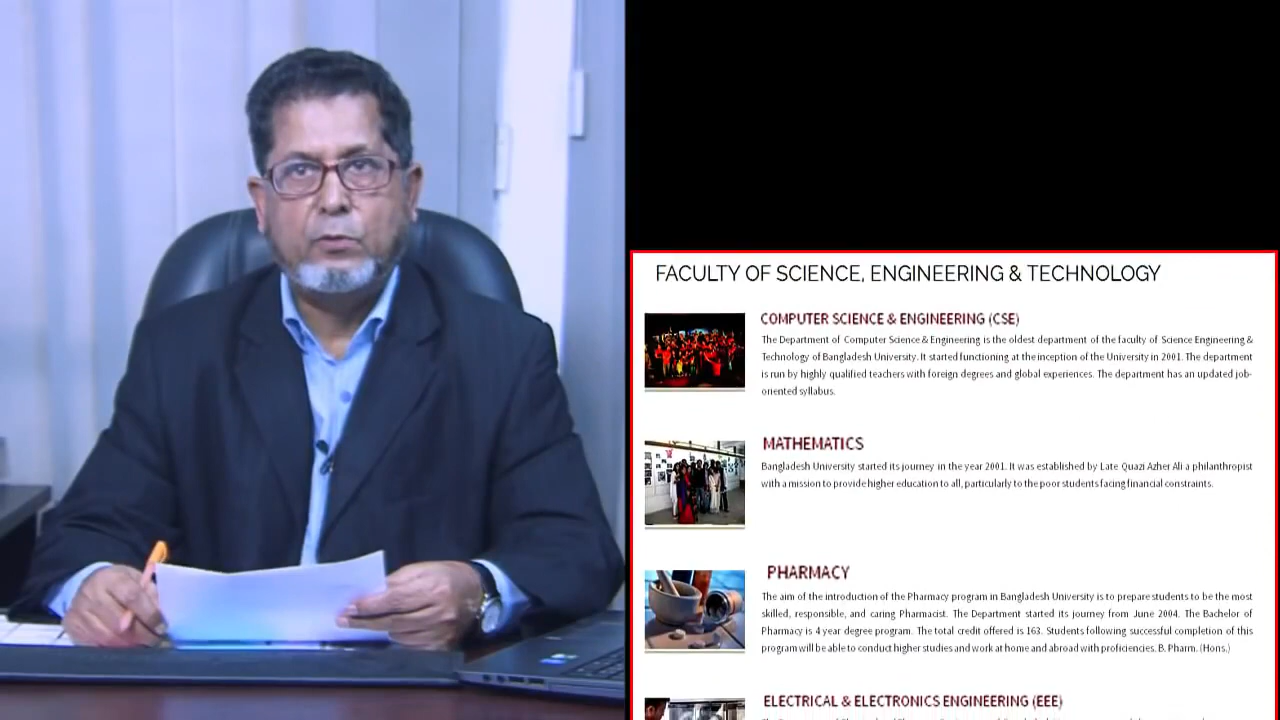 FACULTY OF SCIENCE, ENGINEERING & TECHNOLOGY
COMPUTER SCIENCE & ENGINEERING (CSE)
The Department of Computer Science & Engineering is the oldest department of the faculty of Science Engineering &
Technology of Bangladesh University. It started functioning at the inception of the University in 2001. The department
is run by highly qualified teachers with foreign degrees and global experiences. The department has an updated job-
oriented syllabus.
MATHEMATICS
Bangladesh University started its journey in the year 2001. It was established by Late Quazi Azher Ali a philanthropist
with a mission to provide higher education to all, particularly to the poor students facing financial constraints.
PHARMACY
The aim of the introduction of the Pharmacy program in Bangladesh University is to prepare students to be the most
skilled, responsible, and caring Pharmacist. The Department started its journey from June 2004. The Bachelor of
Pharmacy is 4 year degree program. The total credit offered is 163. Students following successful completion of this
program will be able to conduct higher studies and work at home and abroad with proficiencies. B. Pharm. (Hons.)
ELECTRICAL & ELECTRONICS ENGINEERING (EEE)